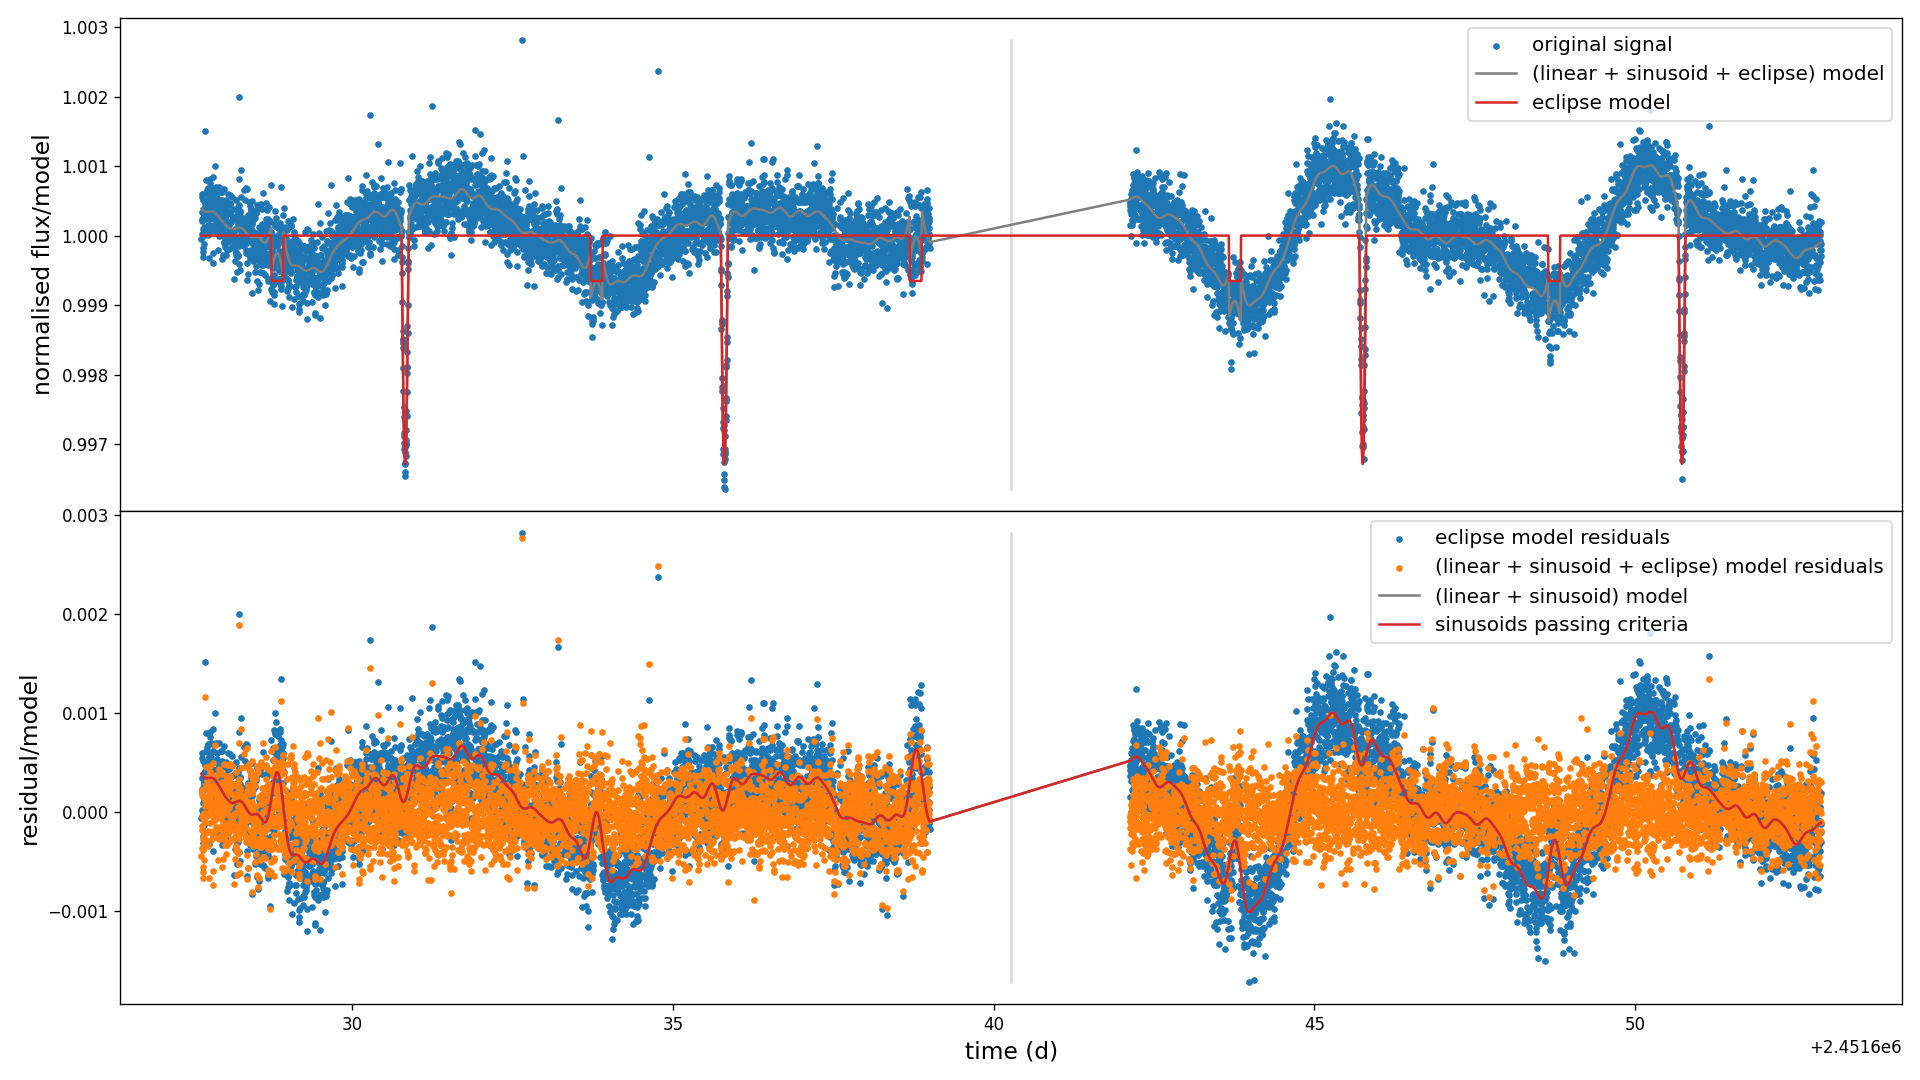 1.003
1.002
1.001
1.000
0.999
0.998
0.997
normalised flux/model
original signal
(linear + sinusoid + eclipse) model
eclipse model
0.003
0.002
0.001
0.000
−0.001
residual/model
eclipse model residuals
(linear + sinusoid + eclipse) model residuals
(linear + sinusoid) model
sinusoids passing criteria
30
35
40
45
50
time (d)
+2.4516e6